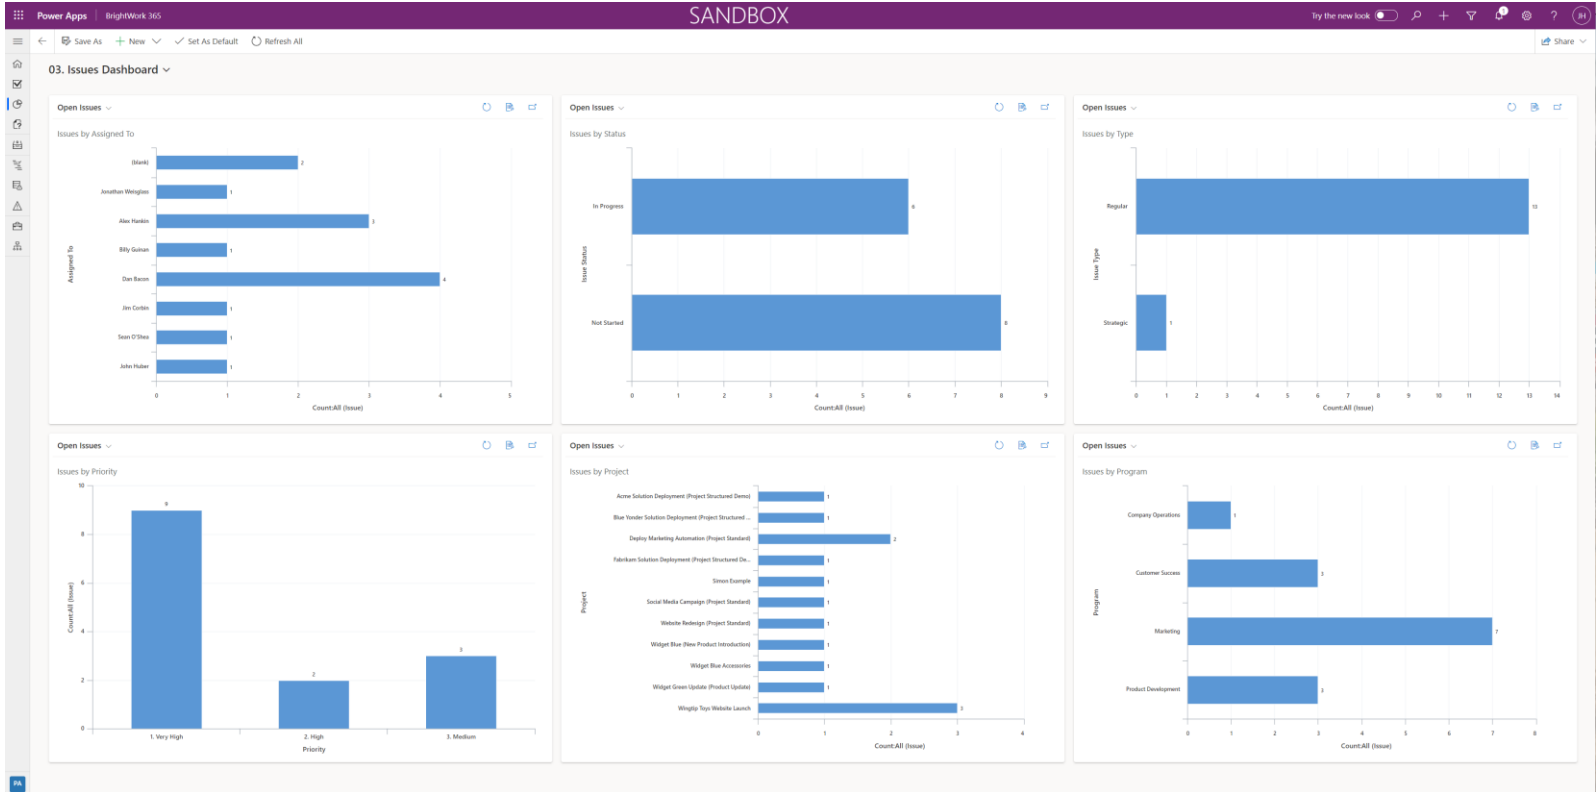 Power Apps BrightWork 365 SANDBOX Try the new look 1 ? JH
Save As New Set As Default Refresh All Share
03. Issues Dashboard
Open Issues
Issues by Assigned To
Assigned To
(blank) 2
Jonathan Weisglass 1
Alex Hankin 3
Billy Guinan 1
Dan Bacon 4
Jim Corbin 1
Sean O'Shea 1
John Huber 1
0 1 2 3 4 5
Count:All (Issue)
Open Issues
Issues by Status
Issue Status
In Progress 6
Not Started 8
0 1 2 3 4 5 6 7 8 9
Count:All (Issue)
Open Issues
Issues by Type
Issue Type
Regular 13
Strategic 1
0 1 2 3 4 5 6 7 8 9 10 11 12 13 14
Count:All (Issue)
Open Issues
Issues by Priority
Count:All (Issue)
10
8
6
4
2
0
9
2
3
1. Very High 2. High 3. Medium
Priority
Open Issues
Issues by Project
Project
Acme Solution Deployment (Project Structured Demo) 1
Blue Yonder Solution Deployment (Project Structured ... 1
Deploy Marketing Automation (Project Standard) 2
Fabrikam Solution Deployment (Project Structured De... 1
Simon Example 1
Social Media Campaign (Project Standard) 1
Website Redesign (Project Standard) 1
Widget Blue (New Product Introduction) 1
Widget Blue Accessories 1
Widget Green Update (Product Update) 1
Wingtip Toys Website Launch 3
0 1 2 3 4
Count:All (Issue)
Open Issues
Issues by Program
Program
Company Operations 1
Customer Success 3
Marketing 7
Product Development 3
0 1 2 3 4 5 6 7 8
Count:All (Issue)
PA